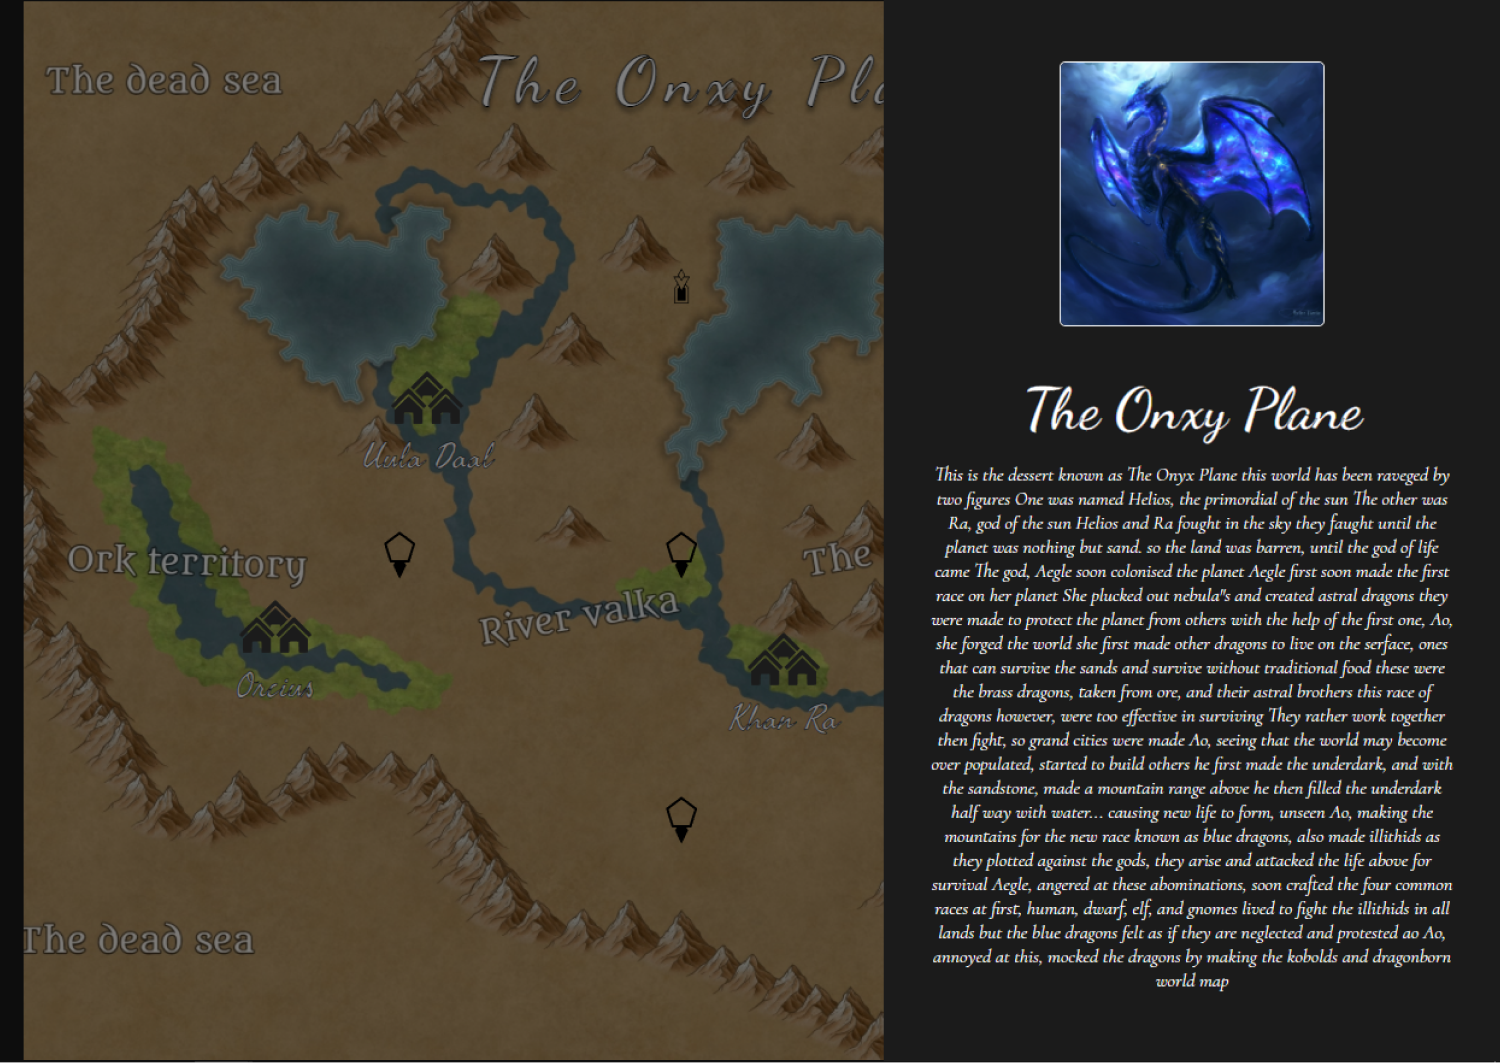 The dead sea
The Onxy Pla
Uula Daal
Ork territory
The
River valka
Orcius
Khan Ra
The dead sea
The Onxy Plane
This is the dessert known as The Onyx Plane this world has been raveged by
two figures One was named Helios, the primordial of the sun The other was
Ra, god of the sun Helios and Ra fought in the sky they faught until the
planet was nothing but sand. so the land was barren, until the god of life
came The god, Aegle soon colonised the planet Aegle first soon made the first
race on her planet She plucked out nebula"s and created astral dragons they
were made to protect the planet from others with the help of the first one, Ao,
she forged the world she first made other dragons to live on the serface, ones
that can survive the sands and survive without traditional food these were
the brass dragons, taken from ore, and their astral brothers this race of
dragons however, were too effective in surviving They rather work together
then fight, so grand cities were made Ao, seeing that the world may become
over populated, started to build others he first made the underdark, and with
the sandstone, made a mountain range above he then filled the underdark
half way with water... causing new life to form, unseen Ao, making the
mountains for the new race known as blue dragons, also made illithids as
they plotted against the gods, they arise and attacked the life above for
survival Aegle, angered at these abominations, soon crafted the four common
races at first, human, dwarf, elf, and gnomes lived to fight the illithids in all
lands but the blue dragons felt as if they are neglected and protested ao Ao,
annoyed at this, mocked the dragons by making the kobolds and dragonborn
world map